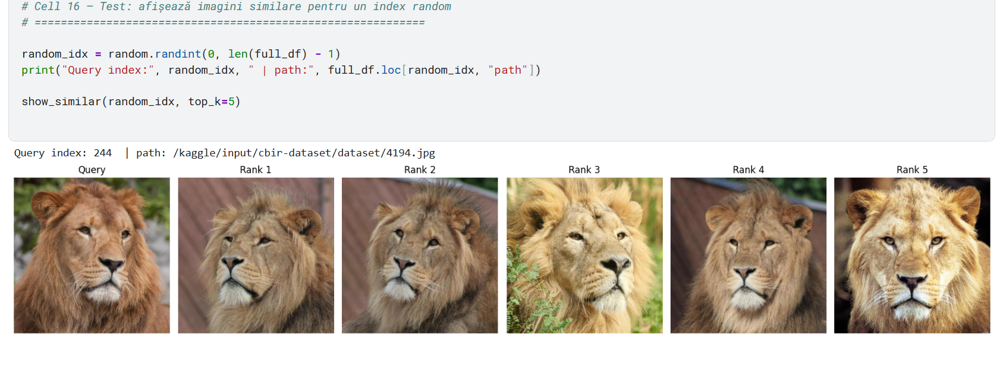 # Cell 16 — Test: afișează imagini similare pentru un index random
# =============================================================
random_idx = random.randint(0, len(full_df) - 1)
print("Query index:", random_idx, " | path:", full_df.loc[random_idx, "path"])
show_similar(random_idx, top_k=5)
Query index: 244  | path: /kaggle/input/cbir-dataset/dataset/4194.jpg
Query Rank 1 Rank 2 Rank 3 Rank 4 Rank 5